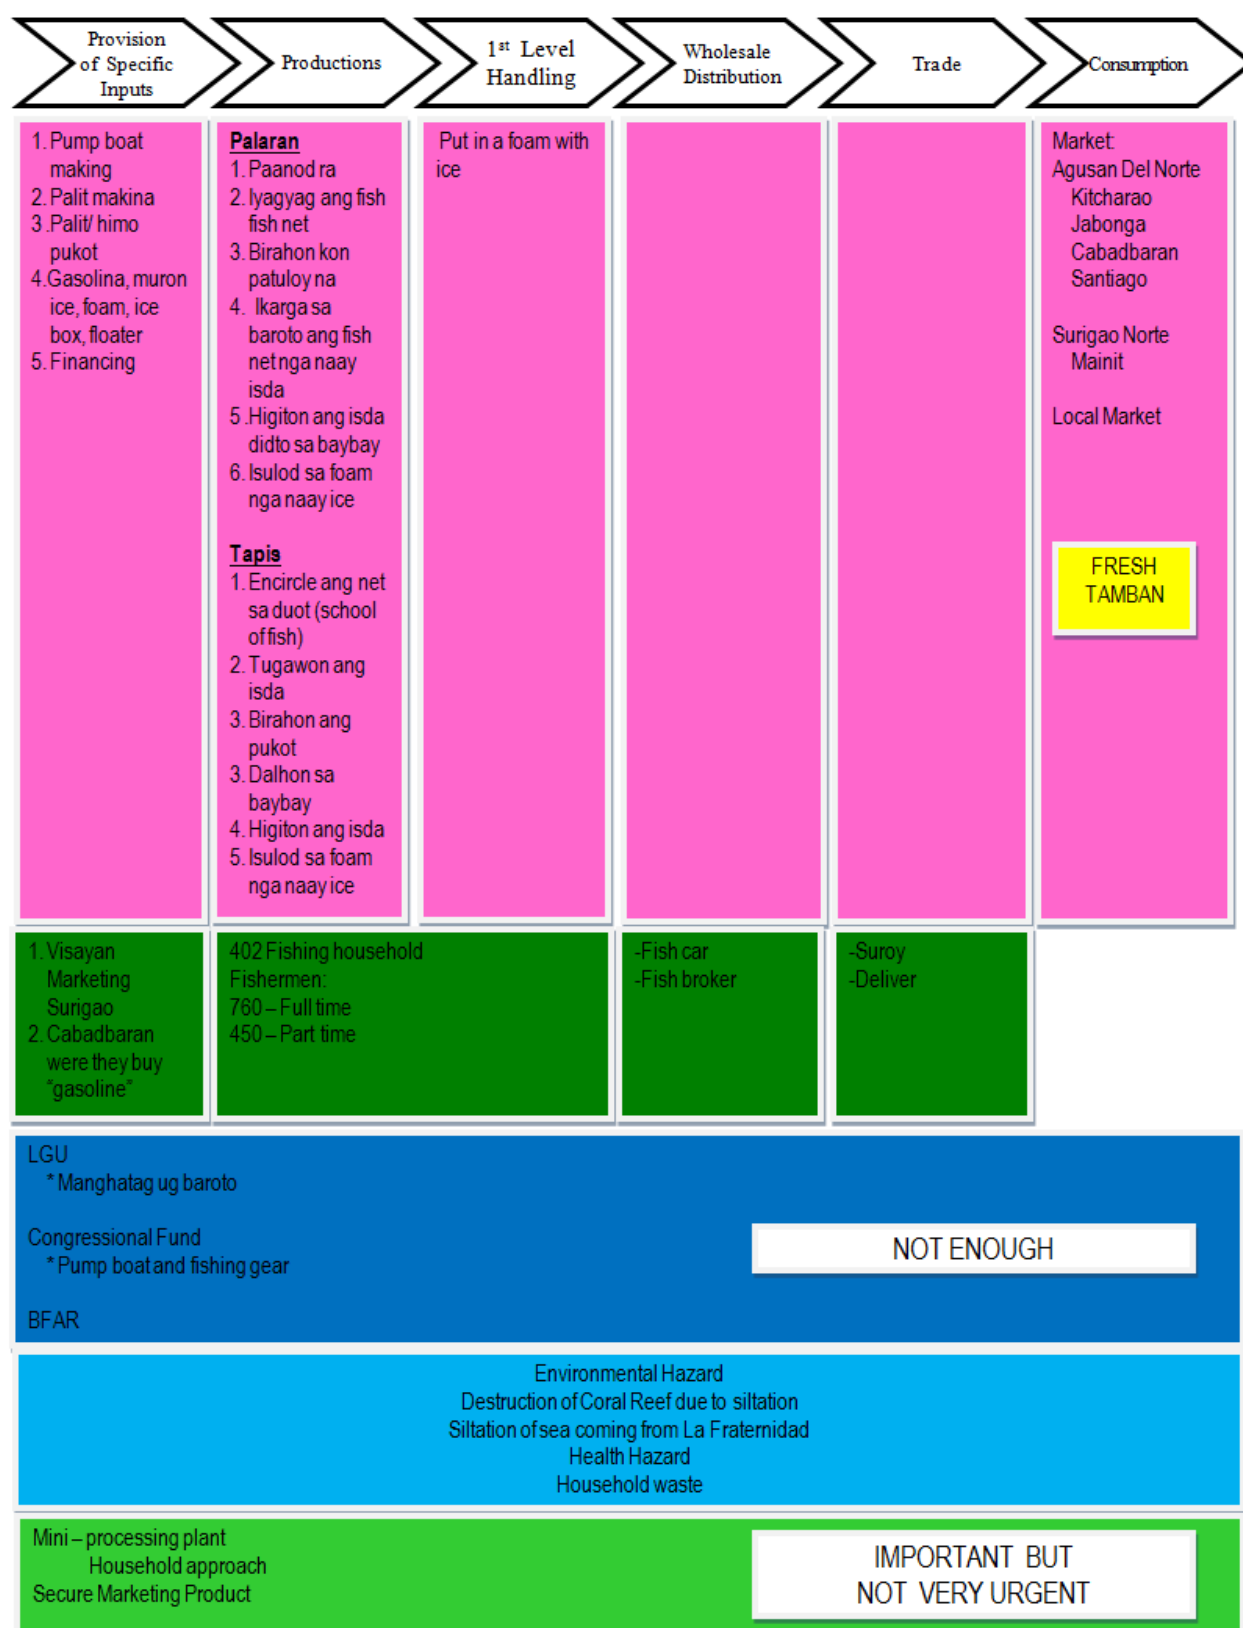 Provision
of Specific
Inputs
Productions
1st Level
Handling
Wholesale
Distribution
Trade
Consumption
1. Pump boat
making
2. Palit makina
3 .Palit/ himo
pukot
4.Gasolina, muron
ice, foam, ice
box, floater
5. Financing
Palaran
1. Paanod ra
2. Iyagyag ang fish
fish net
3. Birahon kon
patuloy na
4. Ikarga sa
baroto ang fish
net nga naay
isda
5 .Higiton ang isda
didto sa baybay
6. Isulod sa foam
nga naay ice
Tapis
1. Encircle ang net
sa duot (school
of fish)
2. Tugawon ang
isda
3. Birahon ang
pukot
3. Dalhon sa
baybay
4. Higiton ang isda
5. Isulod sa foam
nga naay ice
Put in a foam with
ice
Market:
Agusan Del Norte
Kitcharao
Jabonga
Cabadbaran
Santiago
Surigao Norte
Mainit
Local Market
FRESH
TAMBAN
1. Visayan
Marketing
Surigao
2. Cabadbaran
were they buy
"gasoline"
402 Fishing household
Fishermen:
760 – Full time
450 – Part time
-Fish car
-Fish broker
-Suroy
-Deliver
LGU
* Manghatag ug baroto
Congressional Fund
* Pump boat and fishing gear
BFAR
NOT ENOUGH
Environmental Hazard
Destruction of Coral Reef due to siltation
Siltation of sea coming from La Fraternidad
Health Hazard
Household waste
Mini – processing plant
Household approach
Secure Marketing Product
IMPORTANT BUT
NOT VERY URGENT